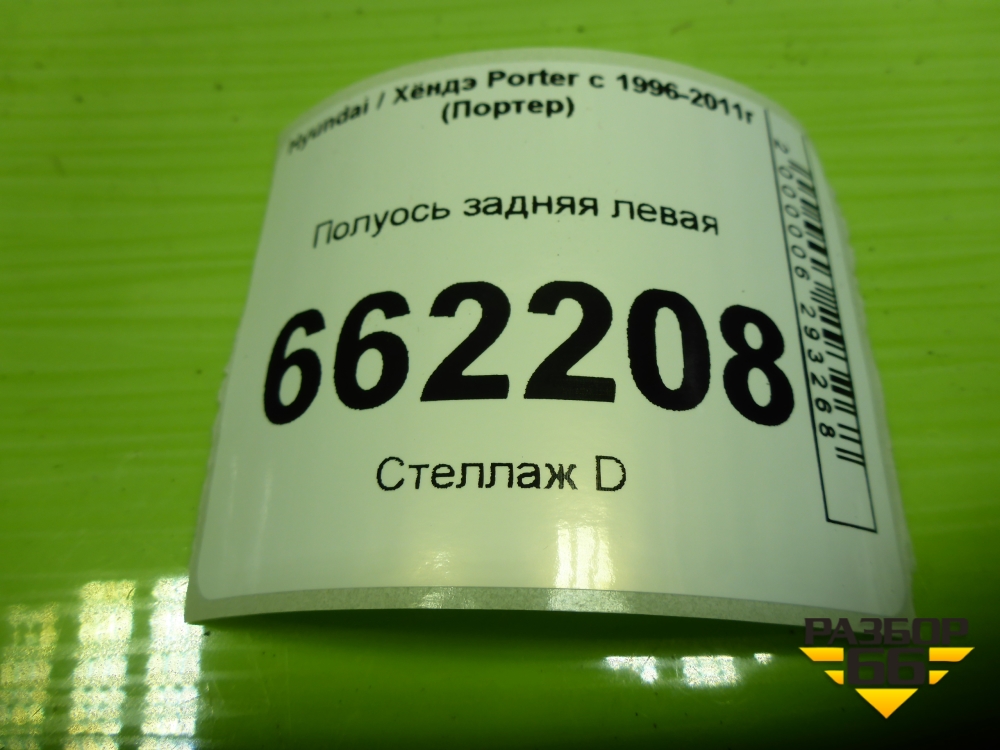 Hyundai / Хёндэ Porter с 1996-2011г
(Портер)
Полуось задняя левая
662208
Стеллаж D
2000006293268
РАЗБОР
66